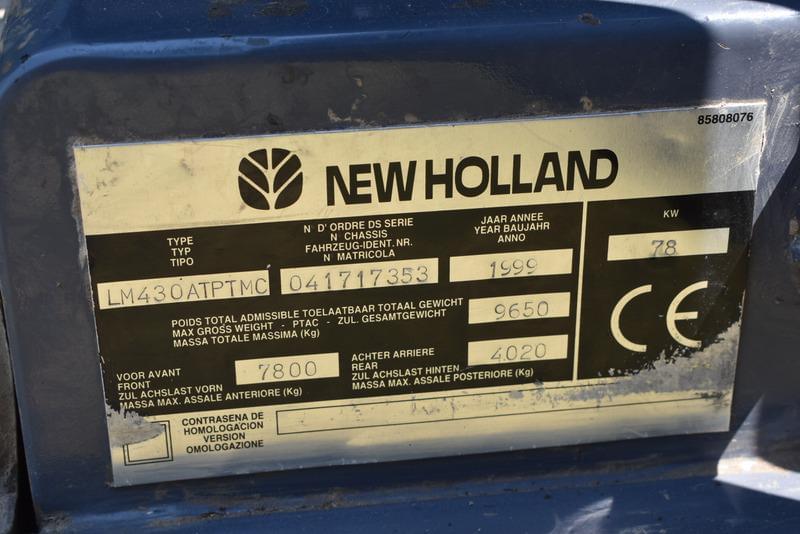 85808076
NEW HOLLAND
TYPE
TYP
TIPO
N D'ORDRE DS SERIE
N CHASSIS
FAHRZEUG-IDENT. NR.
N MATRICOLA
JAAR ANNEE
YEAR BAUJAHR
ANNO
KW
LM430ATPTMC
041717353
1999
78
POIDS TOTAL ADMISSIBLE TOELAATBAAR TOTAAL GEWICHT
MAX GROSS WEIGHT - PTAC - ZUL. GESAMTGEWICHT
MASSA TOTALE MASSIMA (Kg)
9650
CE
VOOR AVANT
FRONT
ZUL ACHSLAST VORN
MASSA MAX. ASSALE ANTERIORE (Kg)
7800
ACHTER ARRIERE
REAR
ZUL ACHSLAST HINTEN
MASSA MAX. ASSALE POSTERIORE (Kg)
4020
CONTRASENA DE
HOMOLOGACION
VERSION
OMOLOGAZIONE